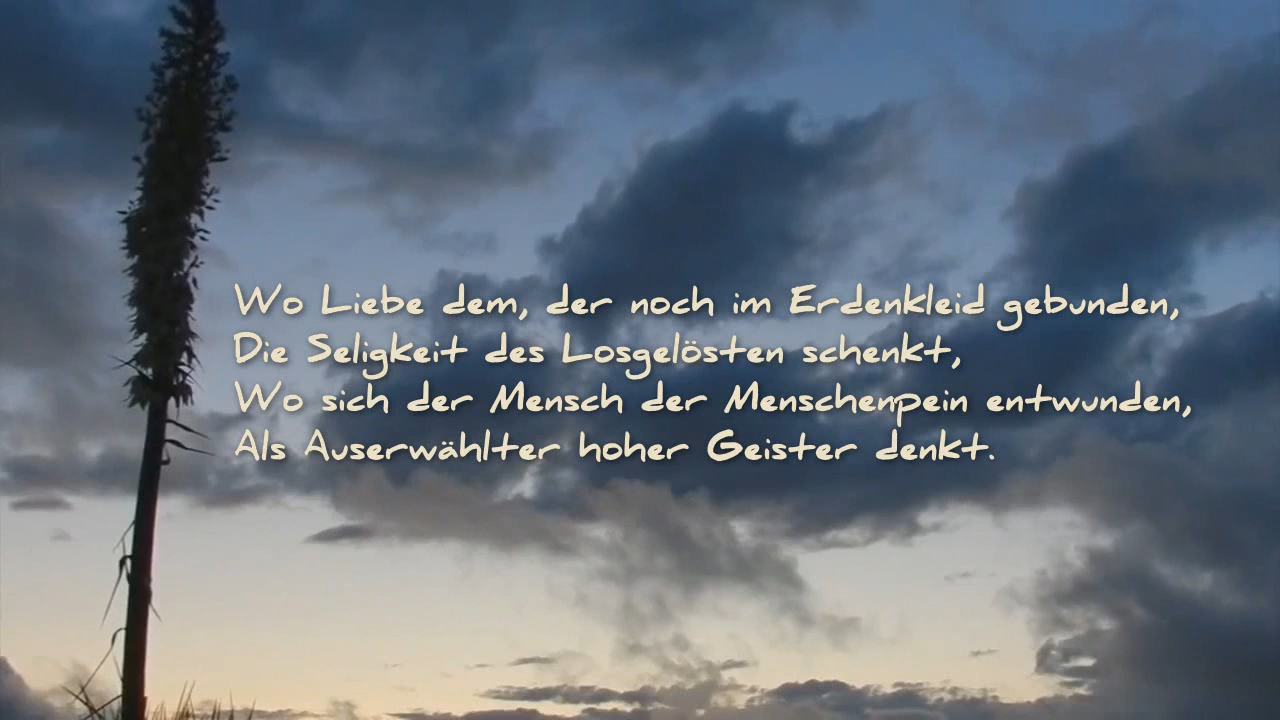 Wo Liebe dem, der noch im Erdenkleid gebunden,
Die Seligkeit des Losgelösten schenkt,
Wo sich der Mensch der Menschenpein entwunden,
Als Auserwählter hoher Geister denkt.